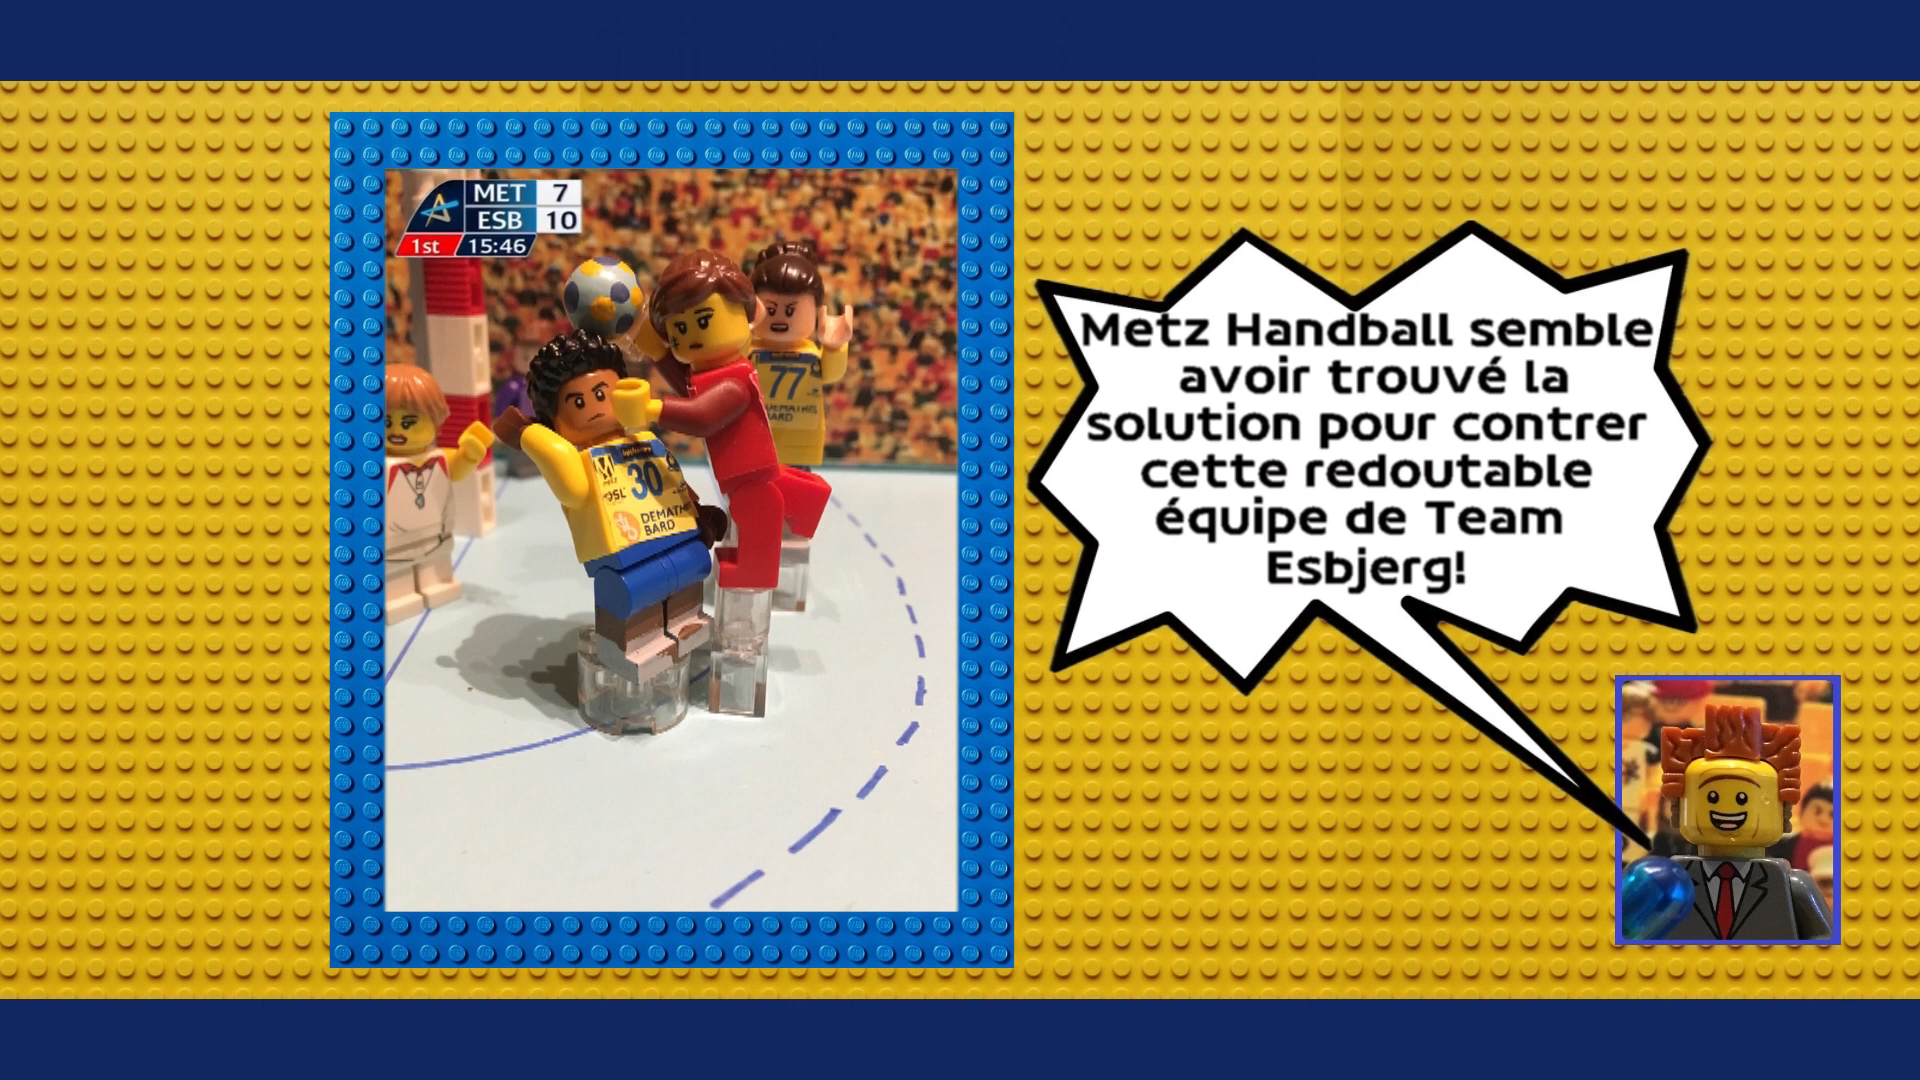 MET 7
ESB 10
1st 15:46
77
30
DEMATH
BARD
Metz Handball semble
avoir trouvé la
solution pour contrer
cette redoutable
équipe de Team
Esbjerg!